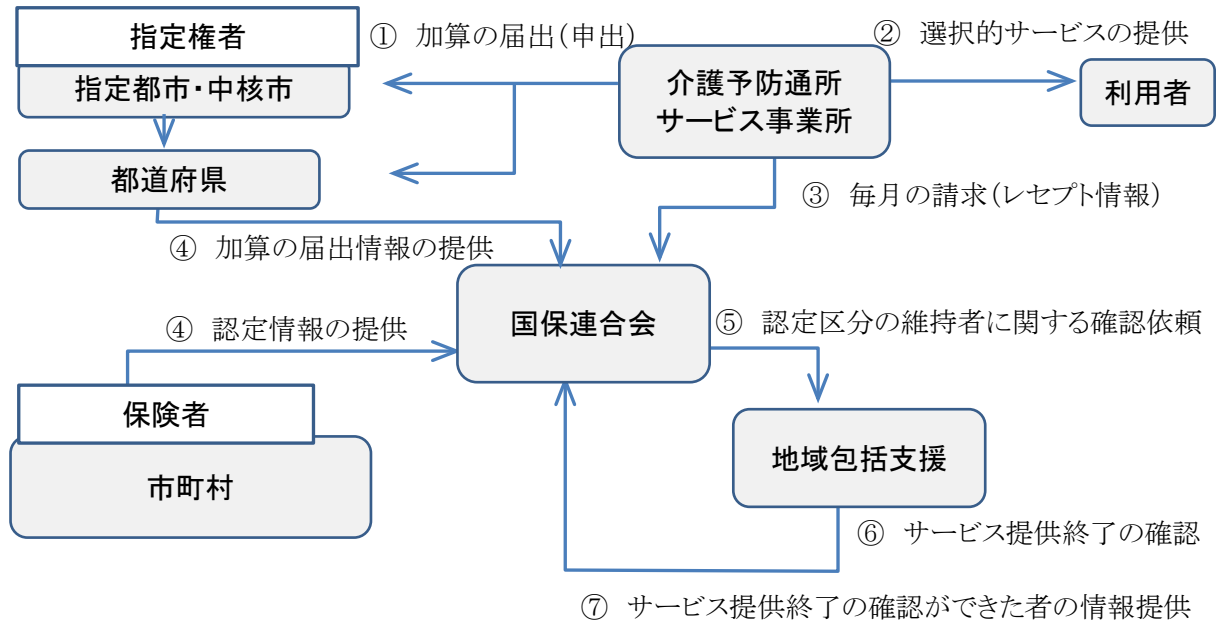 指定権者
① 加算の届出(申出)
② 選択的サービスの提供
指定都市・中核市
介護予防通所
サービス事業所
利用者
都道府県
③ 毎月の請求(レセプト情報)
④ 加算の届出情報の提供
国保連合会
④ 認定情報の提供
⑤ 認定区分の維持者に関する確認依頼
保険者
市町村
地域包括支援
⑥ サービス提供終了の確認
⑦ サービス提供終了の確認ができた者の情報提供